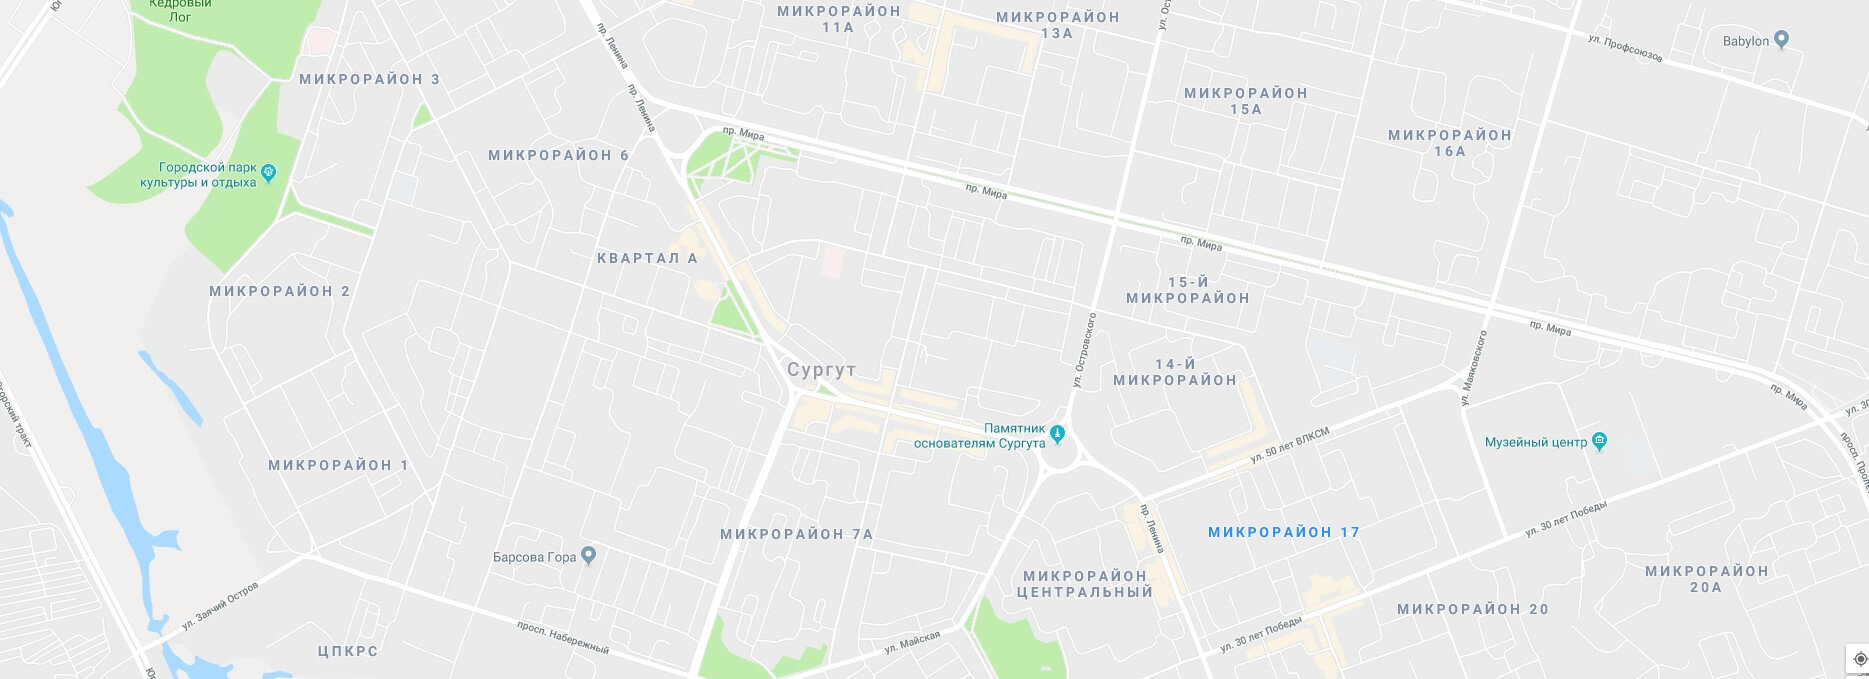 Кедровый
Лог
МИКРОРАЙОН
11А
МИКРОРАЙОН
13А
ул. Профсоюзов
Babylon
пр. Ленина
МИКРОРАЙОН 3
пр. Ленина
МИКРОРАЙОН
15А
пр. Мира
МИКРОРАЙОН
16А
МИКРОРАЙОН 6
Городской парк
культуры и отдыха
пр. Мира
пр. Мира
КВАРТАЛ А
МИКРОРАЙОН 2
15-Й
МИКРОРАЙОН
пр. Мира
ул. Островского
ул. Маяковского
Сургут
14-Й
МИКРОРАЙОН
пр. Мира
Памятник
основателям Сургута
ул. 50 лет ВЛКСМ
Музейный центр
МИКРОРАЙОН 1
пр. Ленина
МИКРОРАЙОН 7А
МИКРОРАЙОН 17
ул. 30 лет Победы
Барсова Гора
МИКРОРАЙОН
ЦЕНТРАЛЬНЫЙ
МИКРОРАЙОН
20А
ул. Заячий Остров
МИКРОРАЙОН 20
просп. Набережный
ул. Майская
ул. 30 лет Победы
ЦПКРС